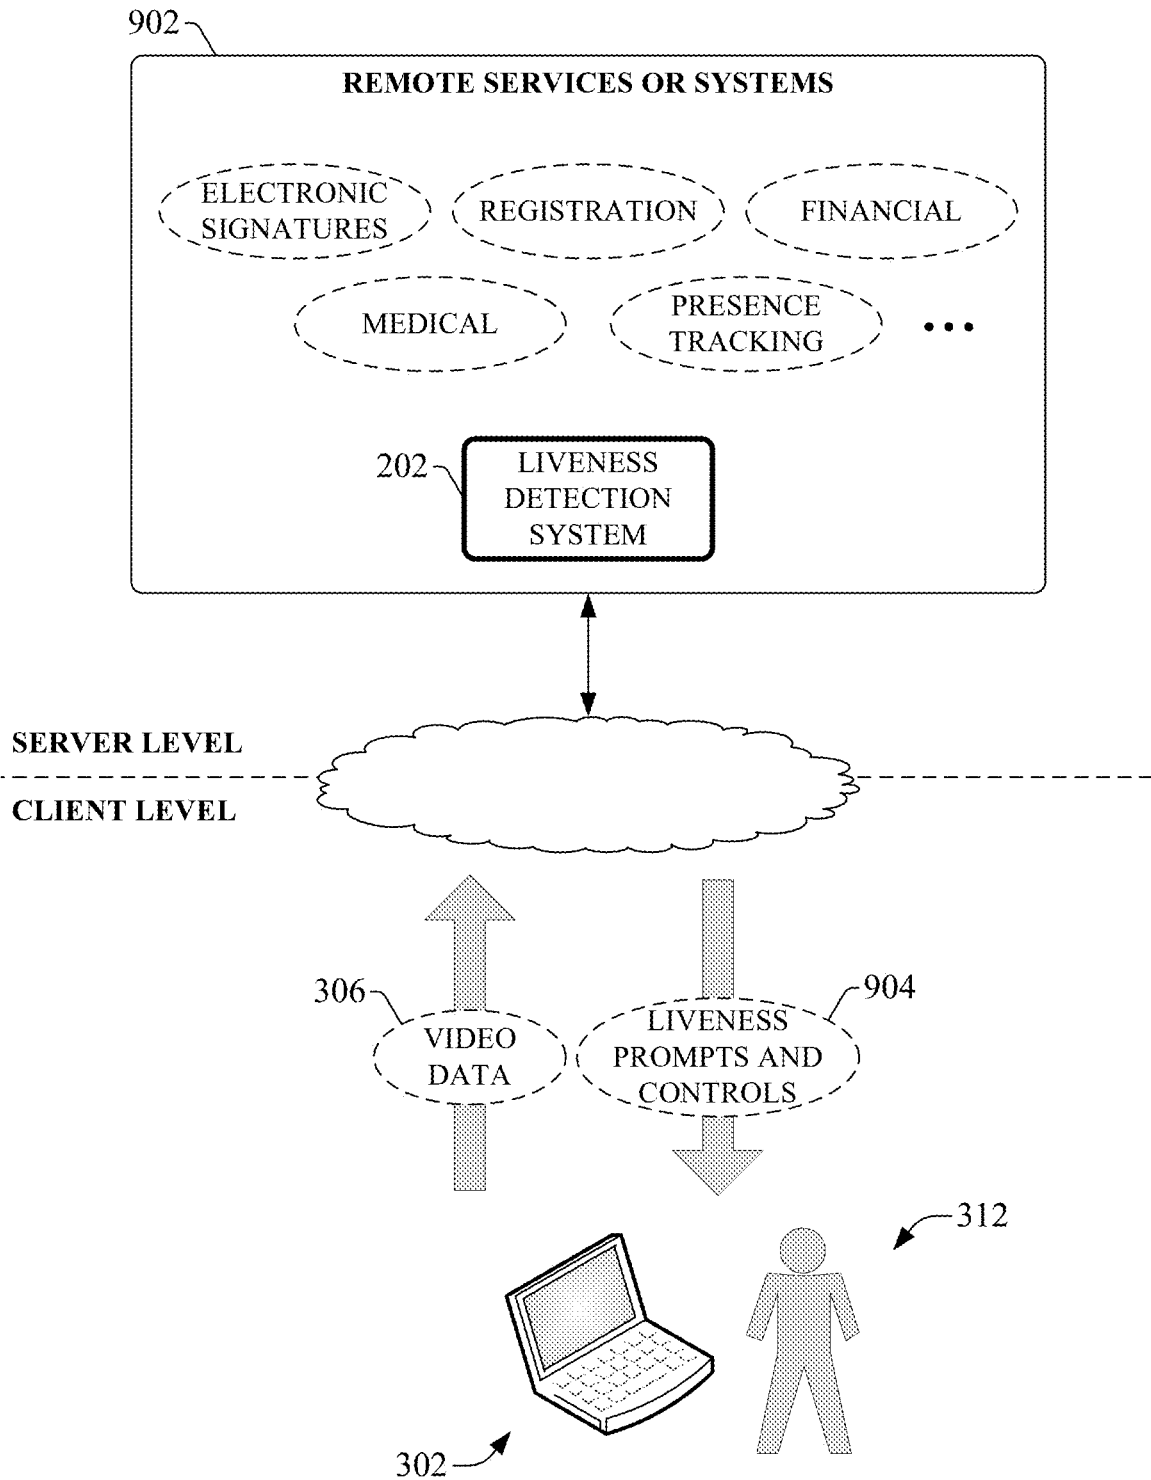 902
REMOTE SERVICES OR SYSTEMS
ELECTRONIC
SIGNATURES
REGISTRATION
FINANCIAL
MEDICAL
PRESENCE
TRACKING
...
202
LIVENESS
DETECTION
SYSTEM
SERVER LEVEL
CLIENT LEVEL
306
VIDEO
DATA
904
LIVENESS
PROMPTS AND
CONTROLS
312
302